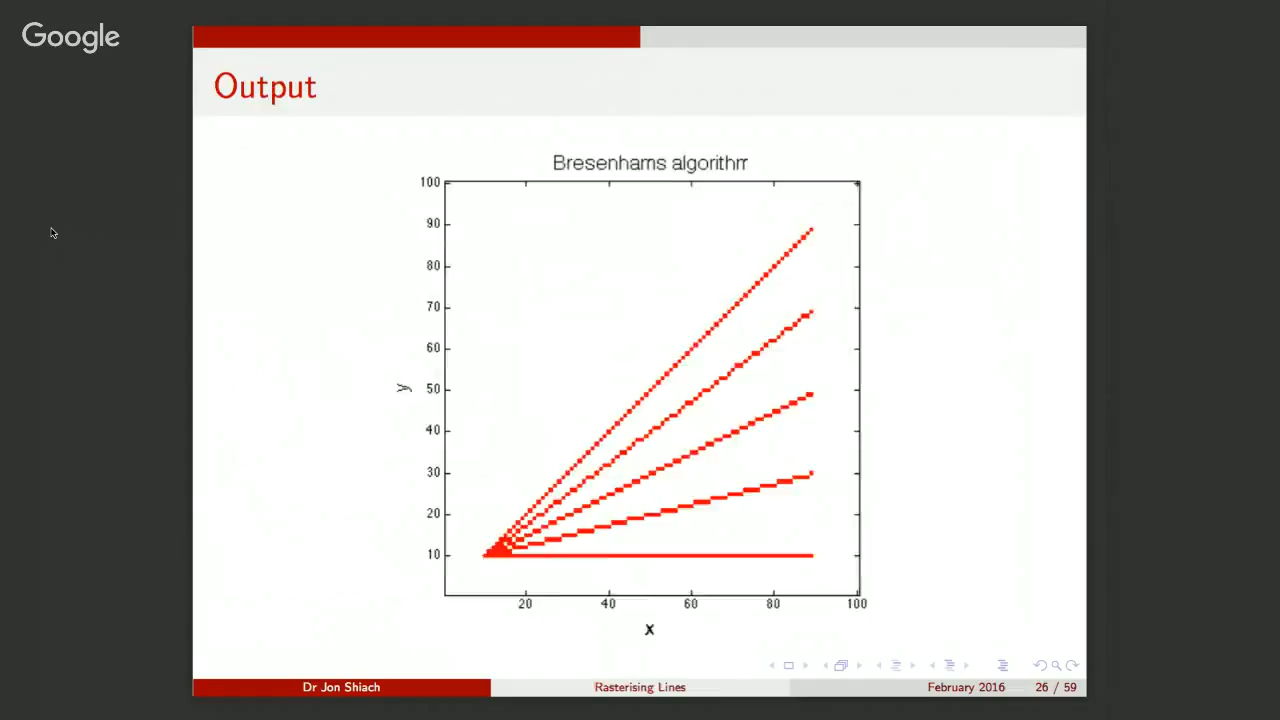 Google
Output
Bresenhams algorithm
100
90
80
70
60
50
40
30
20
10
y
20 40 60 80 100
x
Dr Jon Shiach Rasterising Lines February 2016 26 / 59